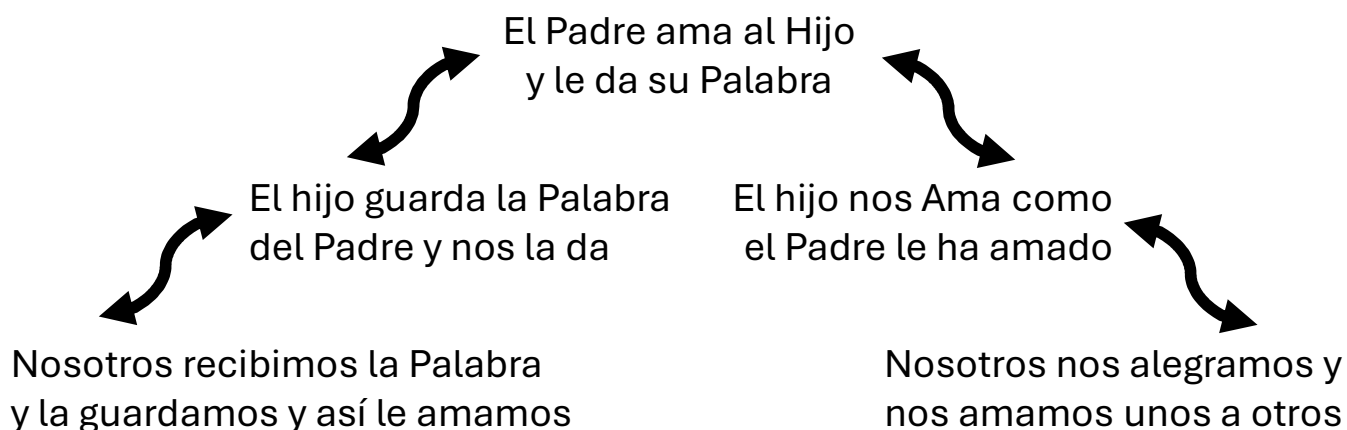 El Padre ama al Hijo
y le da su Palabra
El hijo guarda la Palabra
del Padre y nos la da
El hijo nos Ama como
el Padre le ha amado
Nosotros recibimos la Palabra
y la guardamos y así le amamos
Nosotros nos alegramos y
nos amamos unos a otros